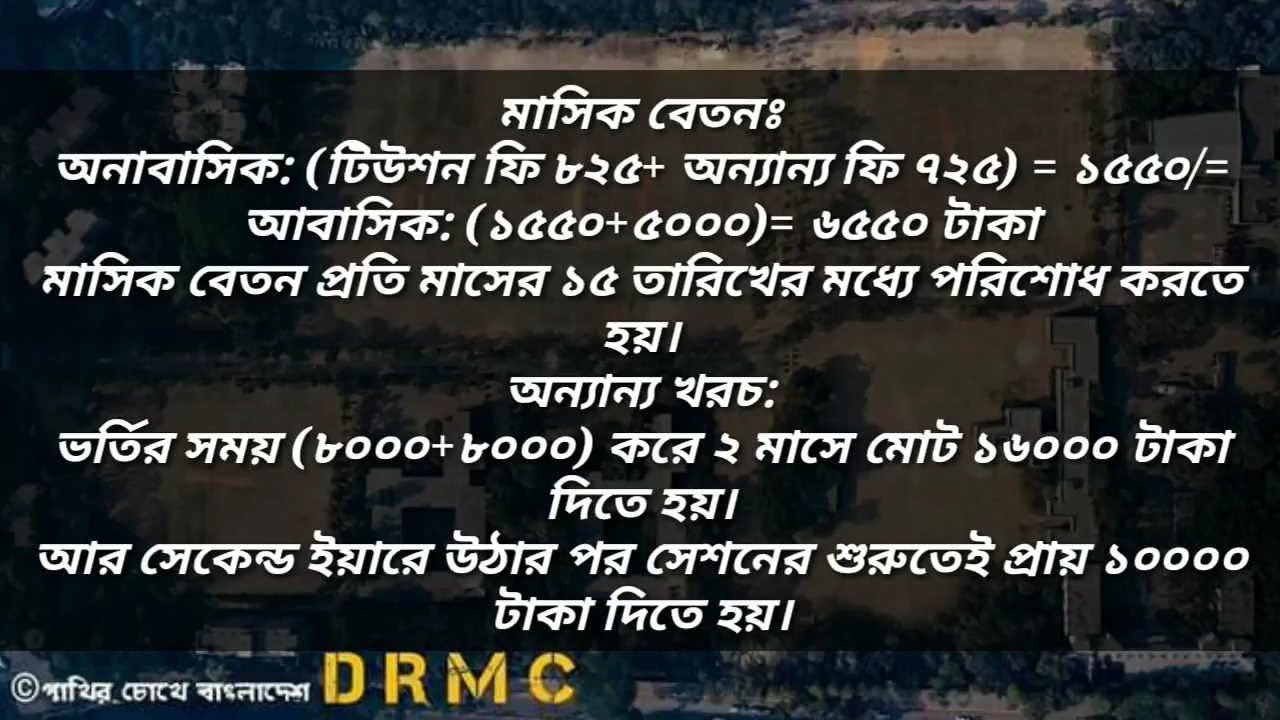 মাসিক বেতনঃ
অনাবাসিক: (টিউশন ফি ৮২৫+ অন্যান্য ফি ৭২৫) = ১৫৫০/=
আবাসিক: (১৫৫০+৫০০০)= ৬৫৫০ টাকা
মাসিক বেতন প্রতি মাসের ১৫ তারিখের মধ্যে পরিশোধ করতে
হয়।
অন্যান্য খরচ:
ভর্তির সময় (৮০০০+৮০০০) করে ২ মাসে মোট ১৬০০০ টাকা
দিতে হয়।
আর সেকেন্ড ইয়ারে উঠার পর সেশনের শুরুতেই প্রায় ১০০০০
টাকা দিতে হয়।
©পাখির চোখে বাংলাদেশ DRMC